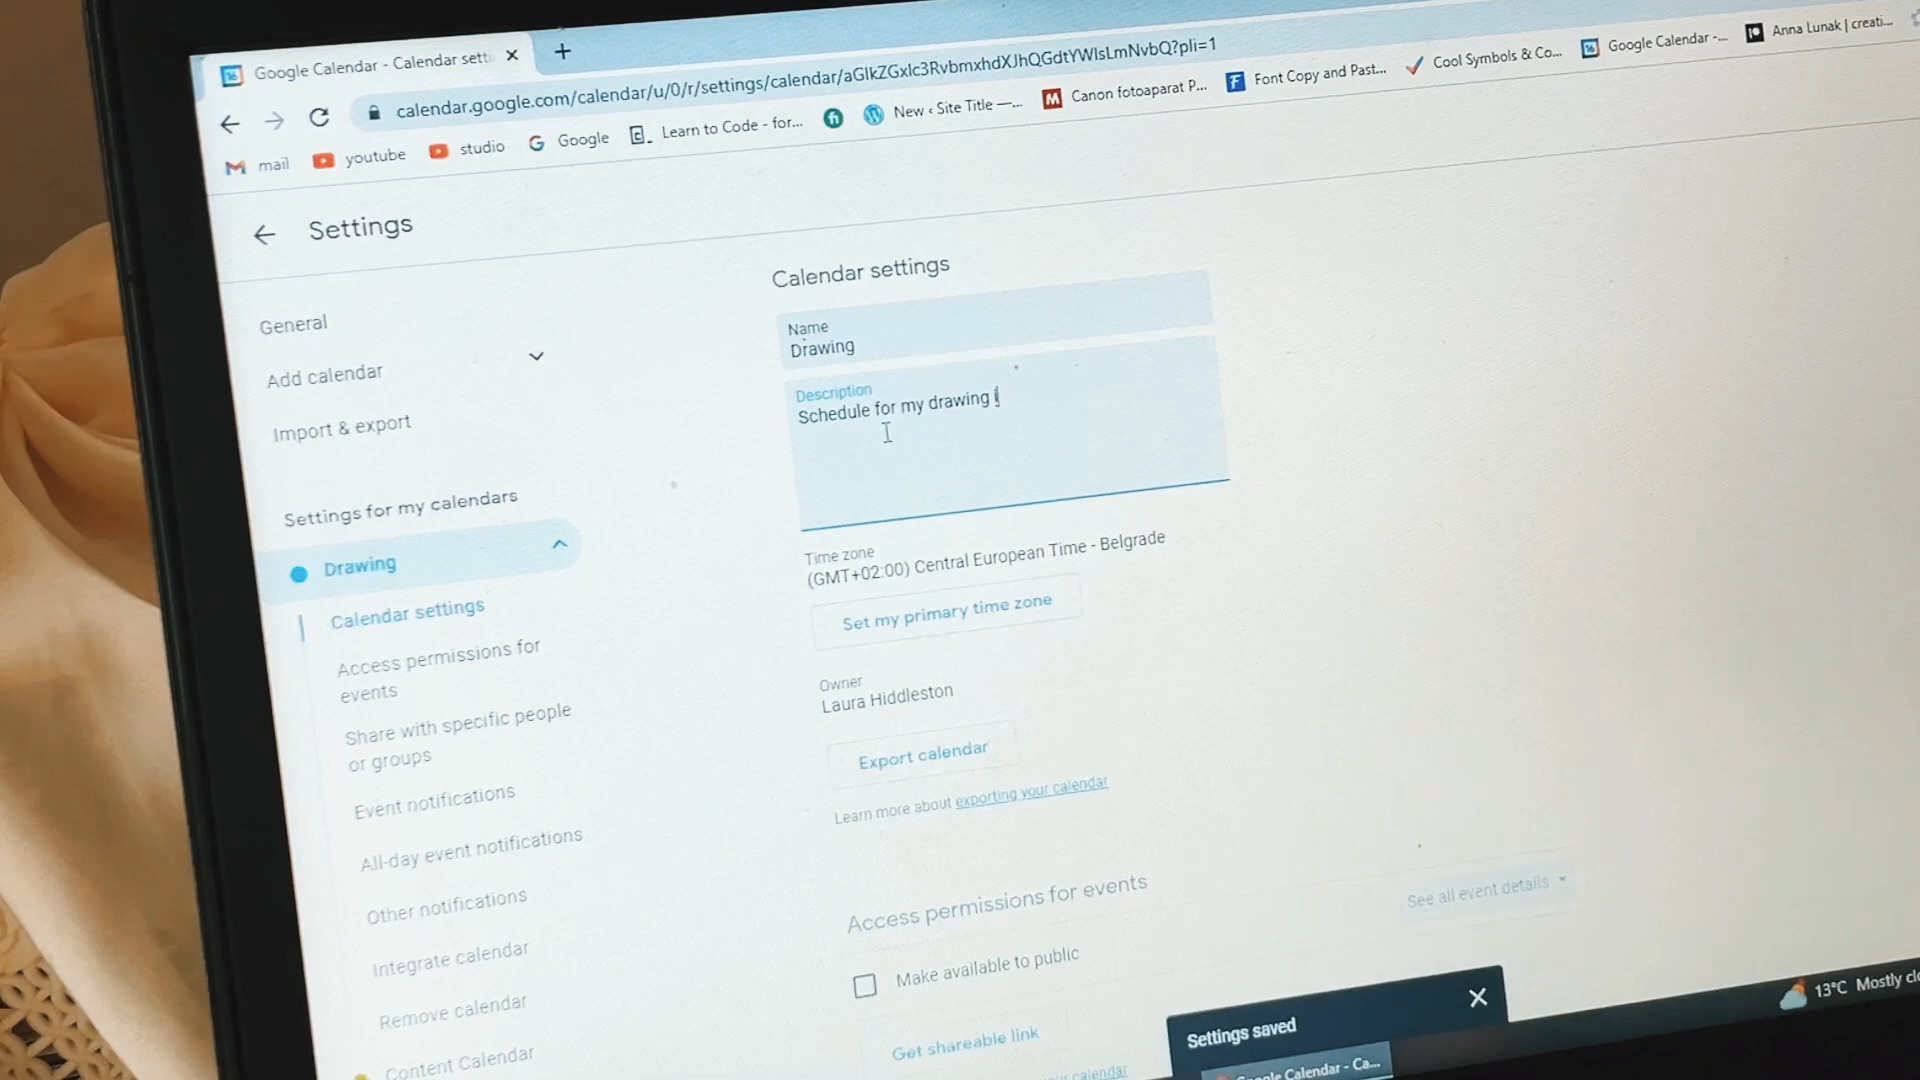 Google Calendar - Calendar sett
calendar.google.com/calendar/u/0/r/settings/calendar/aGlkZGxlc3RvbmxhdXJhQGdtYWlsLmNvbQ?pli=1
mail
youtube
studio
Google
Learn to Code - for...
New ‹ Site Title —...
Canon fotoaparat P...
Font Copy and Past...
Cool Symbols & Co...
Google Calendar -...
Anna Lunak | creati...
Settings
General
Add calendar
Import & export
Settings for my calendars
Drawing
Calendar settings
Access permissions for
events
Share with specific people
or groups
Event notifications
All-day event notifications
Other notifications
Integrate calendar
Remove calendar
Content Calendar
Calendar settings
Name
Drawing
Description
Schedule for my drawing
Time zone
(GMT+02:00) Central European Time - Belgrade
Set my primary time zone
Owner
Laura Hiddleston
Export calendar
Learn more about exporting your calendar
Access permissions for events
See all event details
Make available to public
Get shareable link
calendar
Settings saved
Google Calendar - Ca...
13°C Mostly clo